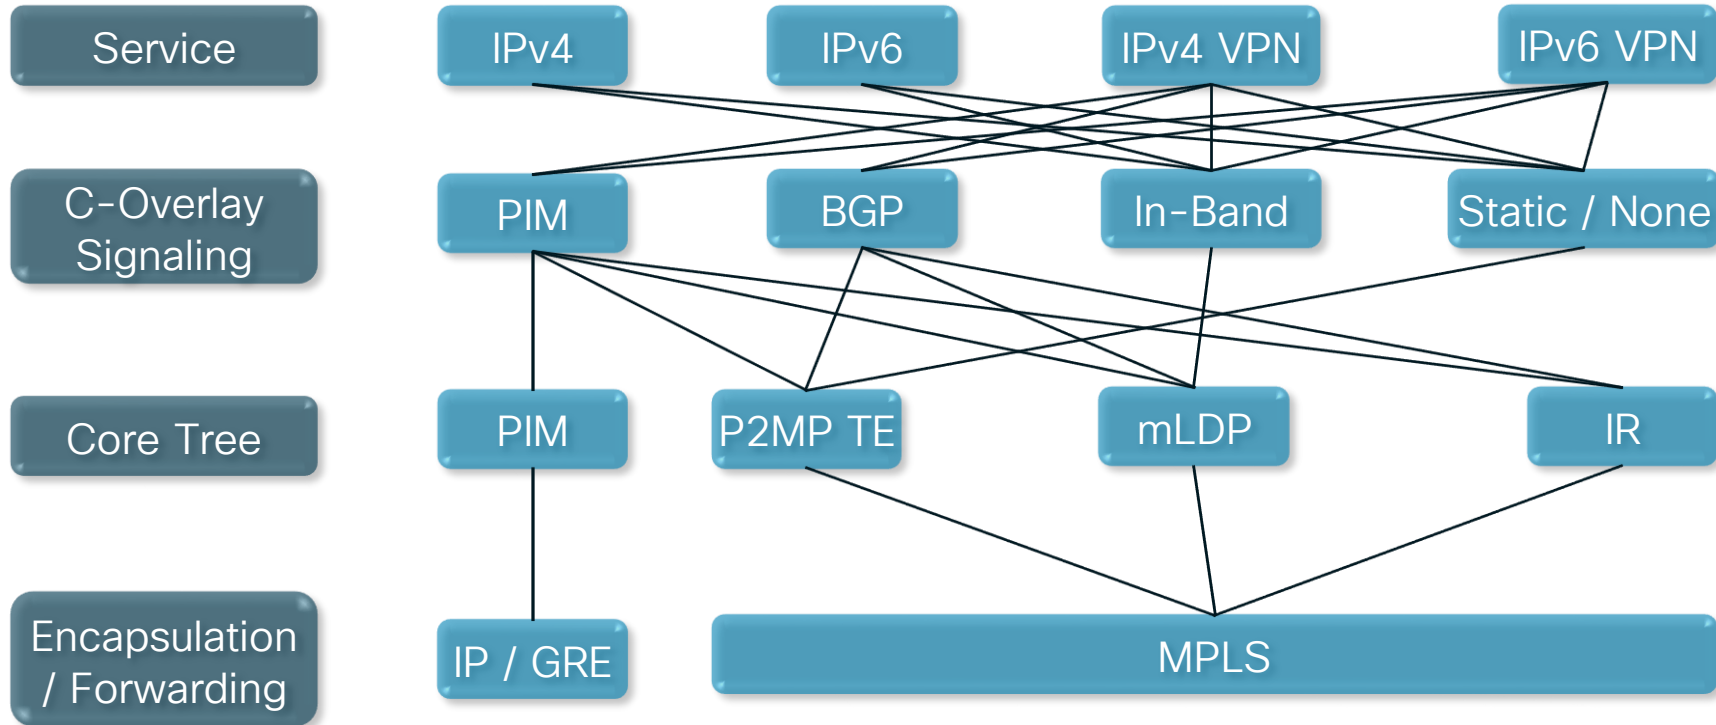 Service
IPv4
IPv6
IPv4 VPN
IPv6 VPN
C-Overlay
Signaling
PIM
BGP
In-Band
Static / None
Core Tree
PIM
P2MP TE
mLDP
IR
Encapsulation
/ Forwarding
IP / GRE
MPLS